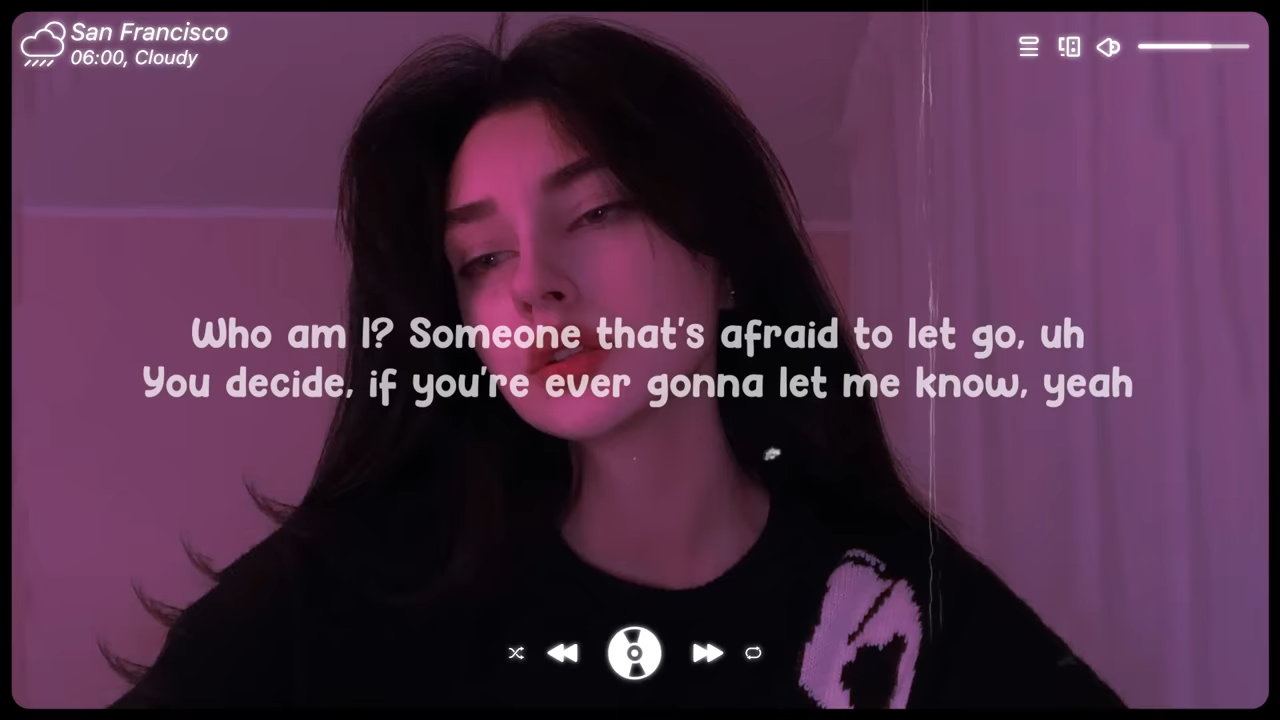 San Francisco
06:00, Cloudy
Who am I? Someone that's afraid to let go, uh
You decide, if you're ever gonna let me know, yeah